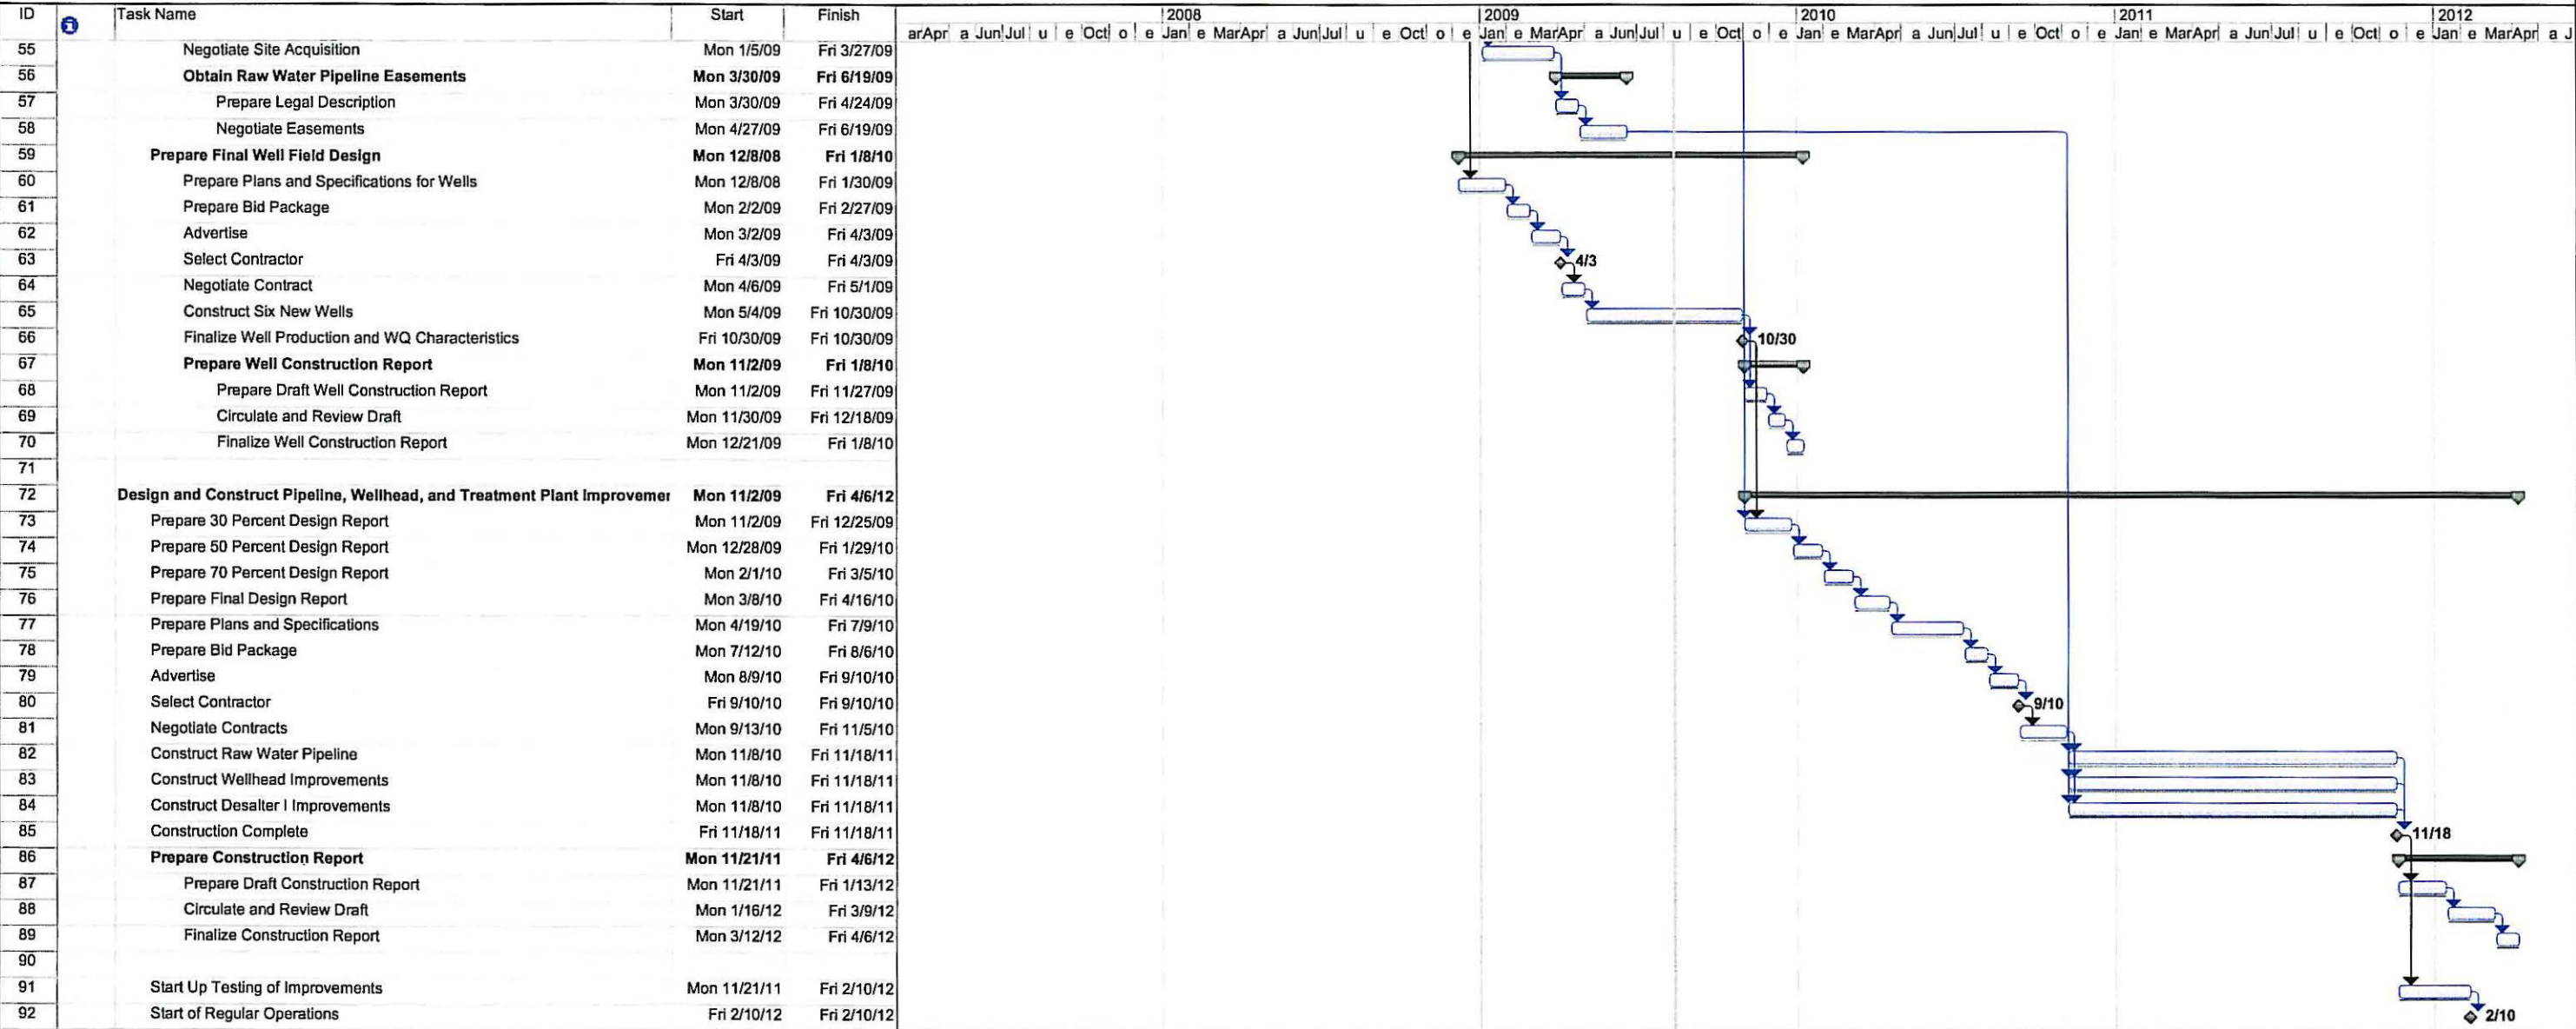 ID Task Name Start Finish 2008 2009 2010 2011 2012
arApr a Jun Jul u e Oct o e Jan e MarApr a Jun Jul u e Oct o e Jan e MarApr a Jun Jul u e Oct o e Jan e MarApr a Jun Jul u e Oct o e Jan e MarApr a Jun Jul u e Oct o e Jan e MarApr a J
55 Negotiate Site Acquisition Mon 1/5/09 Fri 3/27/09
56 Obtain Raw Water Pipeline Easements Mon 3/30/09 Fri 6/19/09
57 Prepare Legal Description Mon 3/30/09 Fri 4/24/09
58 Negotiate Easements Mon 4/27/09 Fri 6/19/09
59 Prepare Final Well Field Design Mon 12/8/08 Fri 1/8/10
60 Prepare Plans and Specifications for Wells Mon 12/8/08 Fri 1/30/09
61 Prepare Bid Package Mon 2/2/09 Fri 2/27/09
62 Advertise Mon 3/2/09 Fri 4/3/09
63 Select Contractor Fri 4/3/09 Fri 4/3/09 4/3
64 Negotiate Contract Mon 4/6/09 Fri 5/1/09
65 Construct Six New Wells Mon 5/4/09 Fri 10/30/09
66 Finalize Well Production and WQ Characteristics Fri 10/30/09 Fri 10/30/09 10/30
67 Prepare Well Construction Report Mon 11/2/09 Fri 1/8/10
68 Prepare Draft Well Construction Report Mon 11/2/09 Fri 11/27/09
69 Circulate and Review Draft Mon 11/30/09 Fri 12/18/09
70 Finalize Well Construction Report Mon 12/21/09 Fri 1/8/10
71
72 Design and Construct Pipeline, Wellhead, and Treatment Plant Improvemer Mon 11/2/09 Fri 4/6/12
73 Prepare 30 Percent Design Report Mon 11/2/09 Fri 12/25/09
74 Prepare 50 Percent Design Report Mon 12/28/09 Fri 1/29/10
75 Prepare 70 Percent Design Report Mon 2/1/10 Fri 3/5/10
76 Prepare Final Design Report Mon 3/8/10 Fri 4/16/10
77 Prepare Plans and Specifications Mon 4/19/10 Fri 7/9/10
78 Prepare Bid Package Mon 7/12/10 Fri 8/6/10
79 Advertise Mon 8/9/10 Fri 9/10/10
80 Select Contractor Fri 9/10/10 Fri 9/10/10 9/10
81 Negotiate Contracts Mon 9/13/10 Fri 11/5/10
82 Construct Raw Water Pipeline Mon 11/8/10 Fri 11/18/11
83 Construct Wellhead Improvements Mon 11/8/10 Fri 11/18/11
84 Construct Desalter I Improvements Mon 11/8/10 Fri 11/18/11
85 Construction Complete Fri 11/18/11 Fri 11/18/11 11/18
86 Prepare Construction Report Mon 11/21/11 Fri 4/6/12
87 Prepare Draft Construction Report Mon 11/21/11 Fri 1/13/12
88 Circulate and Review Draft Mon 1/16/12 Fri 3/9/12
89 Finalize Construction Report Mon 3/12/12 Fri 4/6/12
90
91 Start Up Testing of Improvements Mon 11/21/11 Fri 2/10/12
92 Start of Regular Operations Fri 2/10/12 Fri 2/10/12 2/10